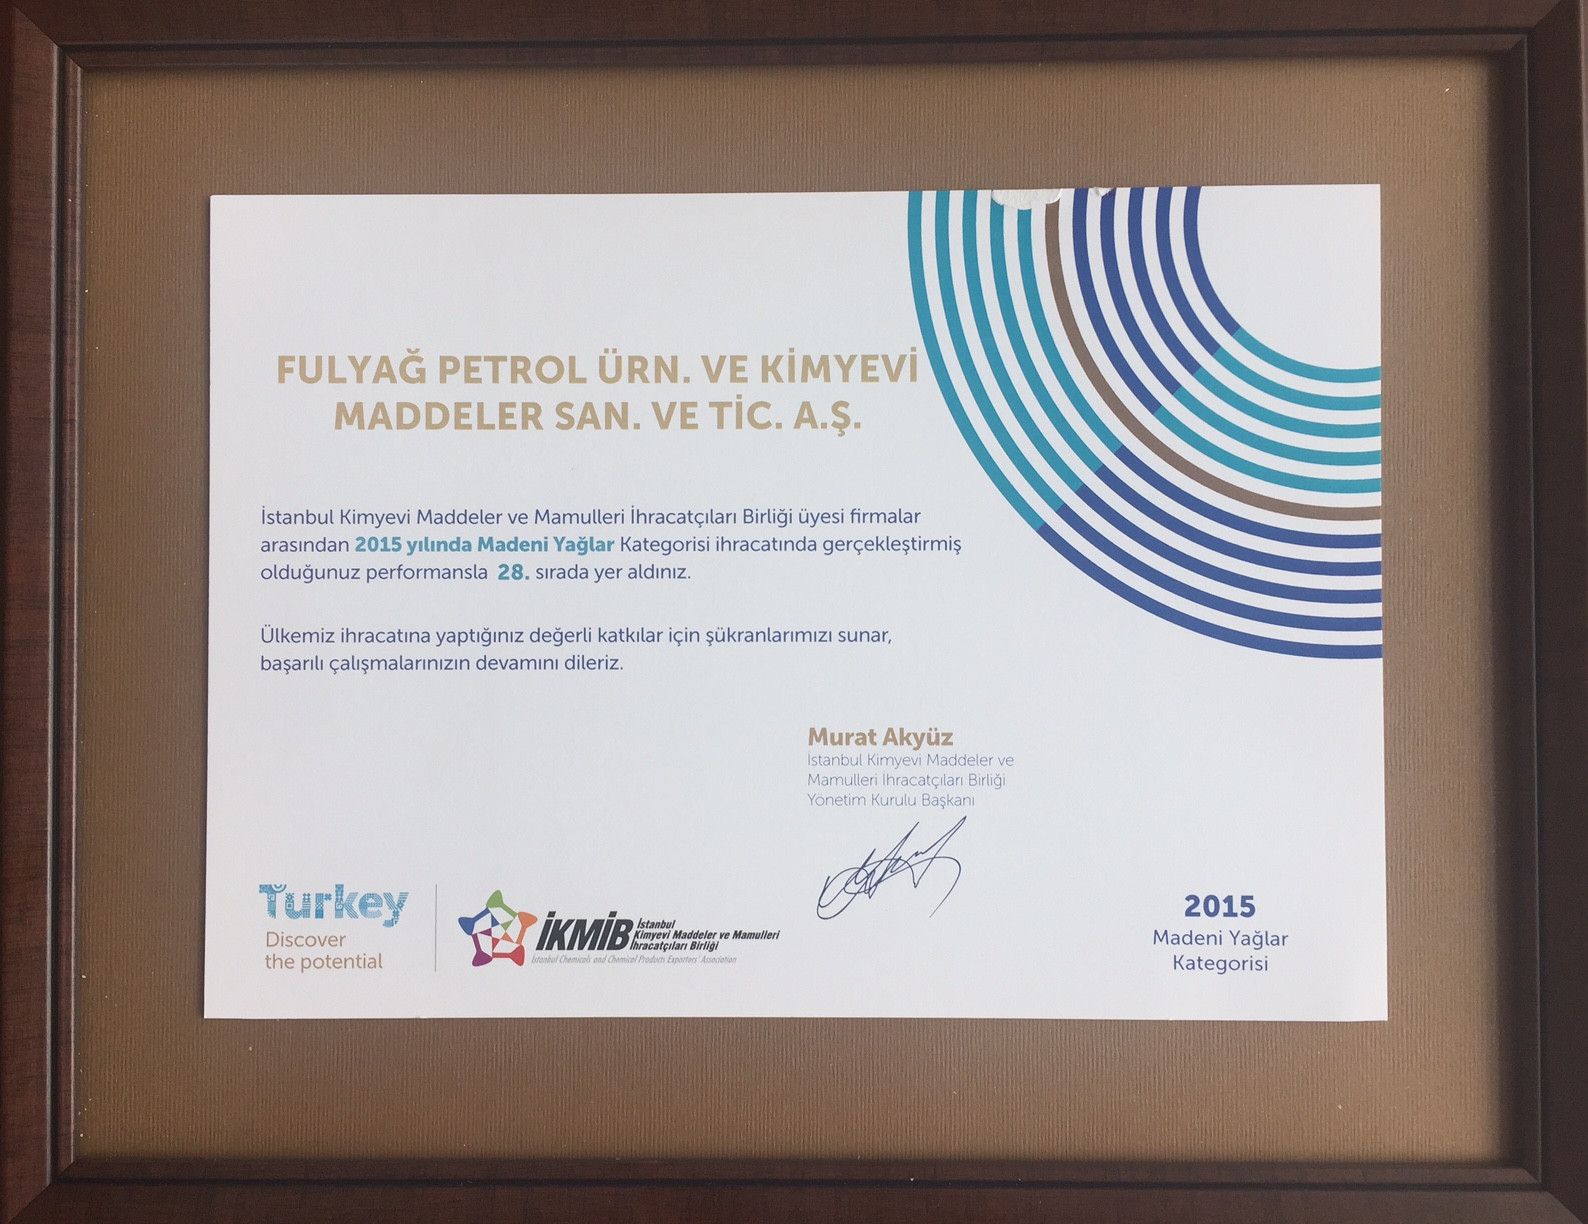 FULYAĞ PETROL ÜRN. VE KİMYEVİ
MADDELER SAN. VE TİC. A.Ş.
İstanbul Kimyevi Maddeler ve Mamulleri İhracatçıları Birliği üyesi firmalar
arasından 2015 yılında Madeni Yağlar Kategorisi ihracatında gerçekleştirmiş
olduğunuz performansla 28. sırada yer aldınız.
Ülkemiz ihracatına yaptığınız değerli katkılar için şükranlarımızı sunar,
başarılı çalışmalarınızın devamını dileriz.
Murat Akyüz
İstanbul Kimyevi Maddeler ve
Mamulleri İhracatçıları Birliği
Yönetim Kurulu Başkanı
Turkey
Discover
the potential
İKMİB
İstanbul
Kimyevi Maddeler ve Mamulleri
İhracatçıları Birliği
Istanbul Chemicals and Chemical Products Exporters' Association
2015
Madeni Yağlar
Kategorisi